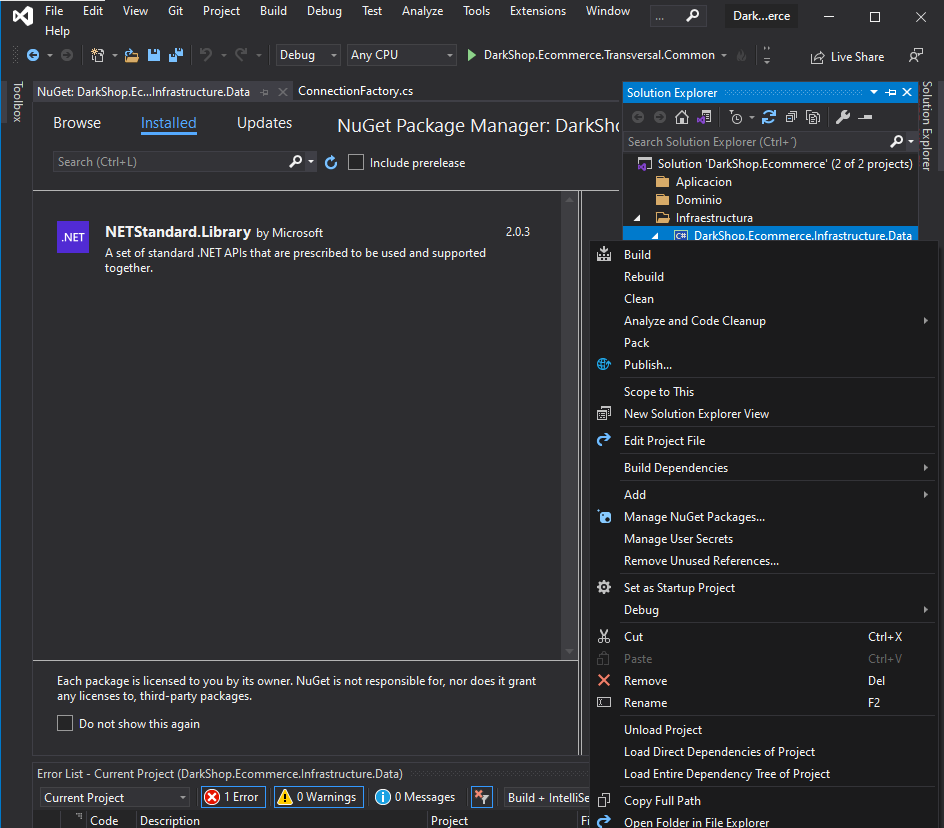 File Edit View Git Project Build Debug Test Analyze Tools Extensions Window
Help
...
Dark...erce
Debug
Any CPU
DarkShop.Ecommerce.Transversal.Common
Live Share
Toolbox
NuGet: DarkShop.Ec...Infrastructure.Data
ConnectionFactory.cs
Browse
Installed
Updates
NuGet Package Manager: DarkSho
Search (Ctrl+L)
Include prerelease
.NET
NETStandard.Library by Microsoft
2.0.3
A set of standard .NET APIs that are prescribed to be used and supported
together.
Each package is licensed to you by its owner. NuGet is not responsible for, nor does it grant
any licenses to, third-party packages.
Do not show this again
Solution Explorer
Search Solution Explorer (Ctrl+´)
Solution 'DarkShop.Ecommerce' (2 of 2 projects)
Aplicacion
Dominio
Infraestructura
C# DarkShop.Ecommerce.Infrastructure.Data
Solution Explorer
Build
Rebuild
Clean
Analyze and Code Cleanup
Pack
Publish...
Scope to This
New Solution Explorer View
Edit Project File
Build Dependencies
Add
Manage NuGet Packages...
Manage User Secrets
Remove Unused References...
Set as Startup Project
Debug
Cut Ctrl+X
Paste Ctrl+V
Remove Del
Rename F2
Unload Project
Load Direct Dependencies of Project
Load Entire Dependency Tree of Project
Copy Full Path
Open Folder in File Explorer
Error List - Current Project (DarkShop.Ecommerce.Infrastructure.Data)
Current Project
1 Error
0 Warnings
0 Messages
Build + IntelliSe
Code
Description
Project
Fi